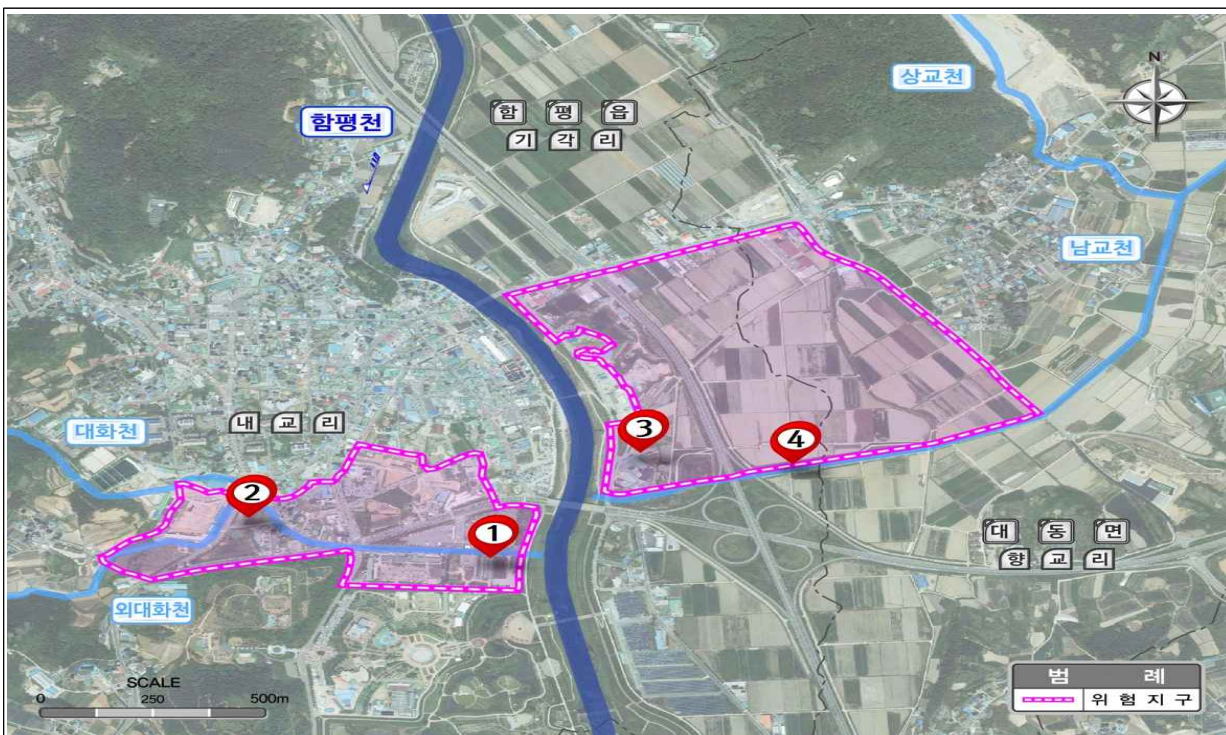 상교천
N
함평천
함 평 읍
기 각 리
남교천
대화천
내 교 리
3
4
2
1
대 동 면
향 교 리
외대화천
SCALE
0 250 500m
범 례
위 험 지 구